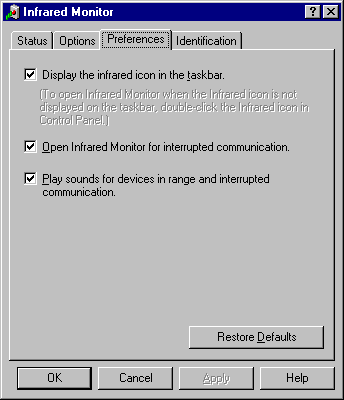 Infrared Monitor
Status Options Preferences Identification
Display the infrared icon in the taskbar.
(To open Infrared Monitor when the Infrared icon is not
displayed on the taskbar, double-click the Infrared icon in
Control Panel.)
Open Infrared Monitor for interrupted communication.
Play sounds for devices in range and interrupted
communication.
Restore Defaults
OK Cancel Apply Help